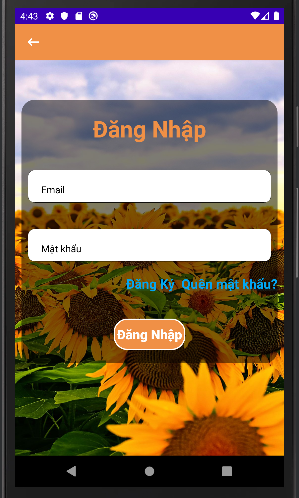 4:43
Đăng Nhập
Email
Mật khẩu
Đăng Ký Quên mật khẩu?
Đăng Nhập